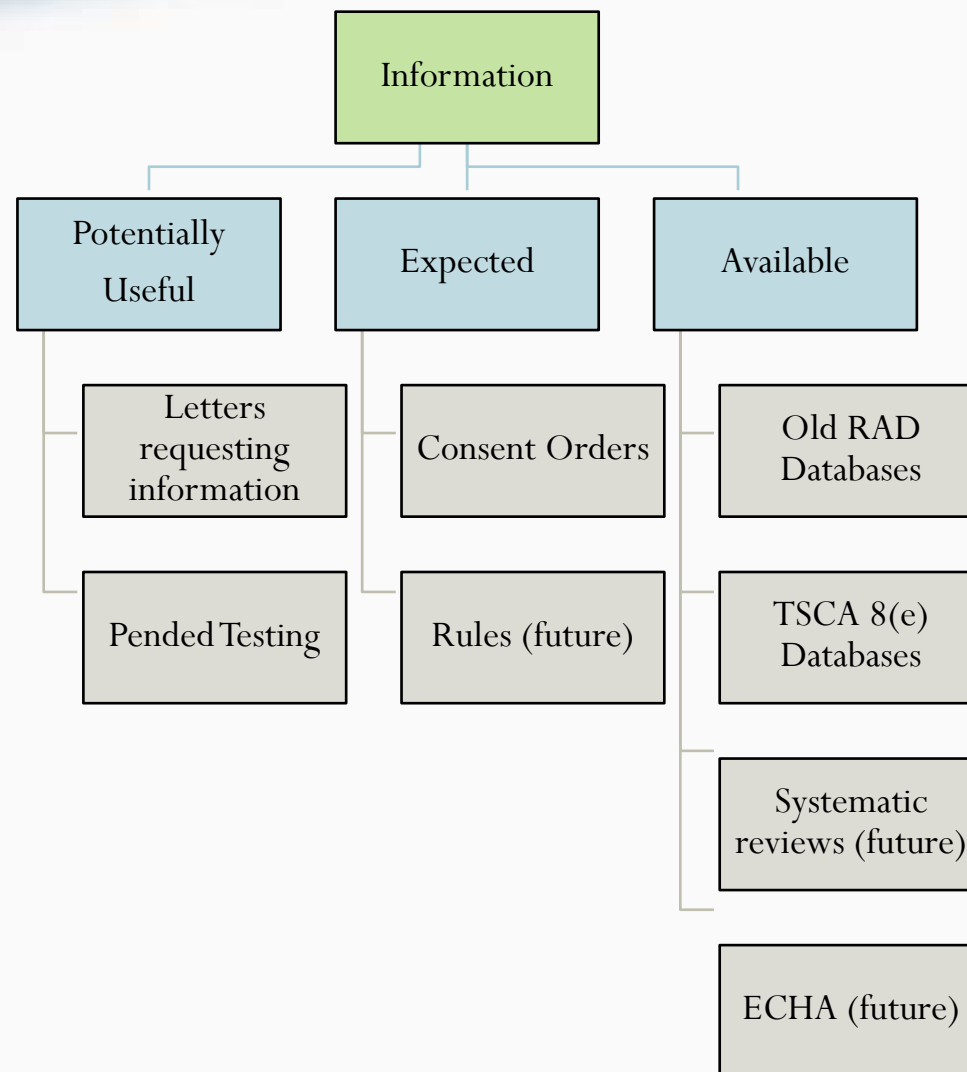 Information
Potentially
Useful
Expected
Available
Letters
requesting
information
Consent Orders
Old RAD
Databases
Pended Testing
Rules (future)
TSCA 8(e)
Databases
Systematic
reviews (future)
ECHA (future)